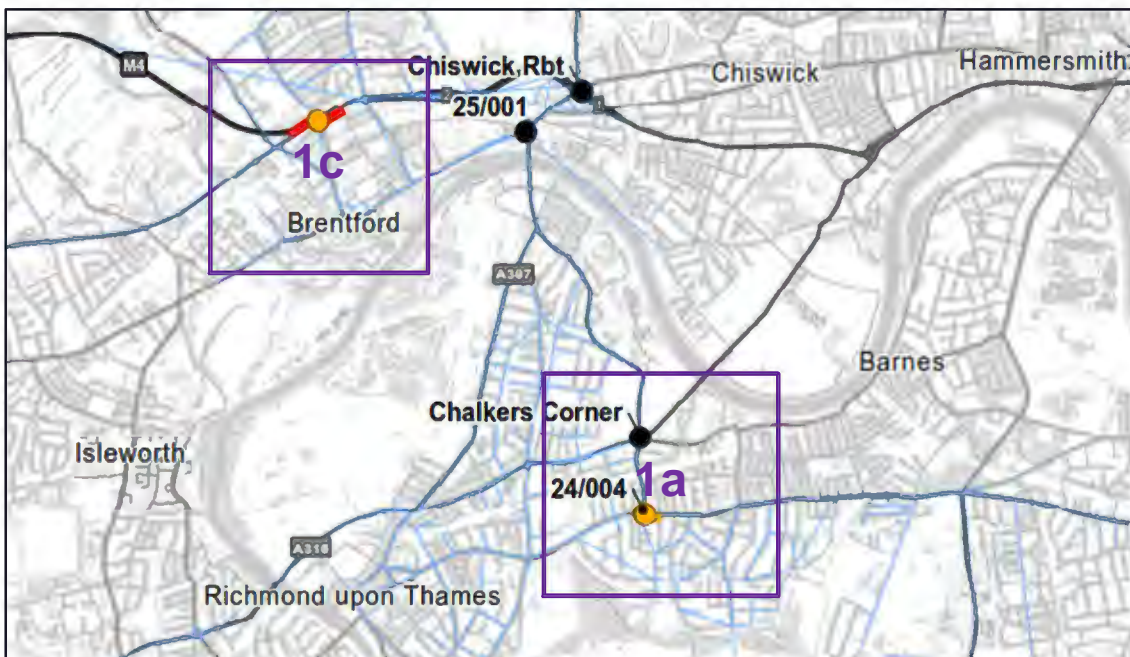 M4
Chiswick Rbt
Chiswick
Hammersmith
25/001
1c
Brentford
A307
Barnes
Chalkers Corner
Isleworth
24/004
1a
A316
Richmond upon Thames